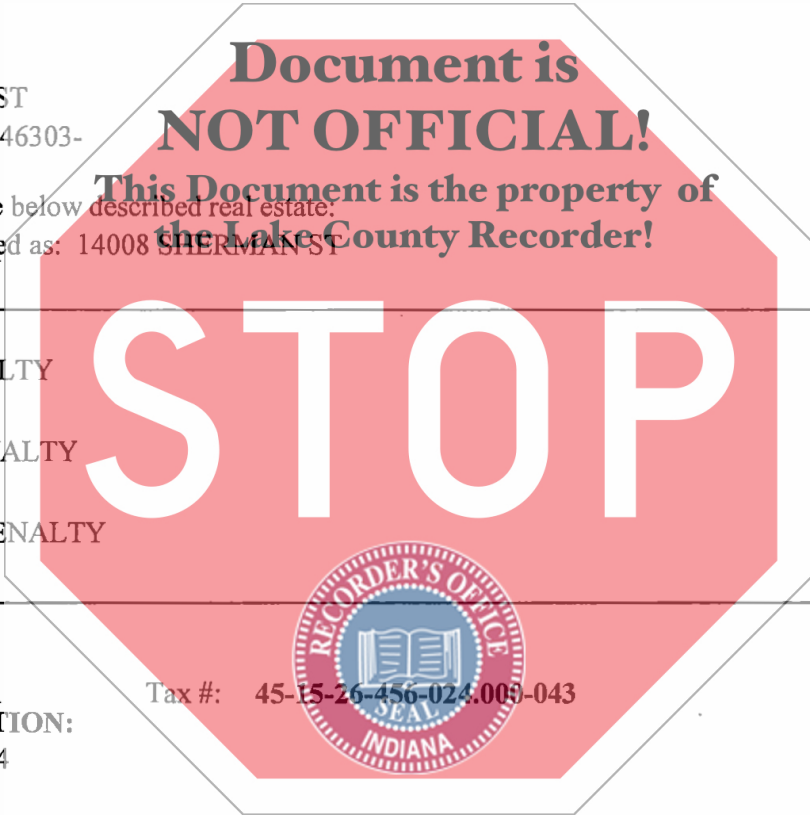 Document is
ST
NOT OFFICIAL!
46303-
This Document is the property of
below described real estate:
the Lake County Recorder!
ed as: 14008 SHERMAN ST
STOP
LTY
ALTY
ENALTY
RECORDER'S OFFICE
Tax #: 45-15-26-456-024.000-043
SEAL
TION:
INDIANA
4